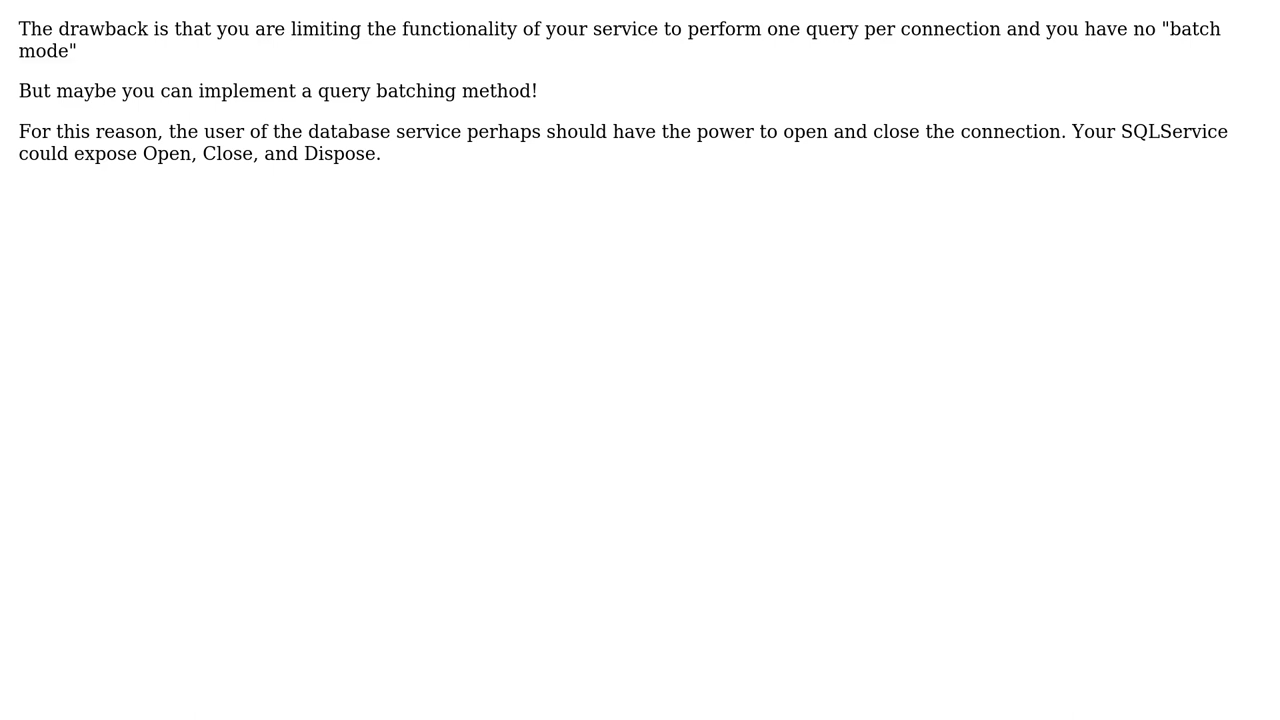 The drawback is that you are limiting the functionality of your service to perform one query per connection and you have no "batch
mode"
But maybe you can implement a query batching method!
For this reason, the user of the database service perhaps should have the power to open and close the connection. Your SQLService
could expose Open, Close, and Dispose.